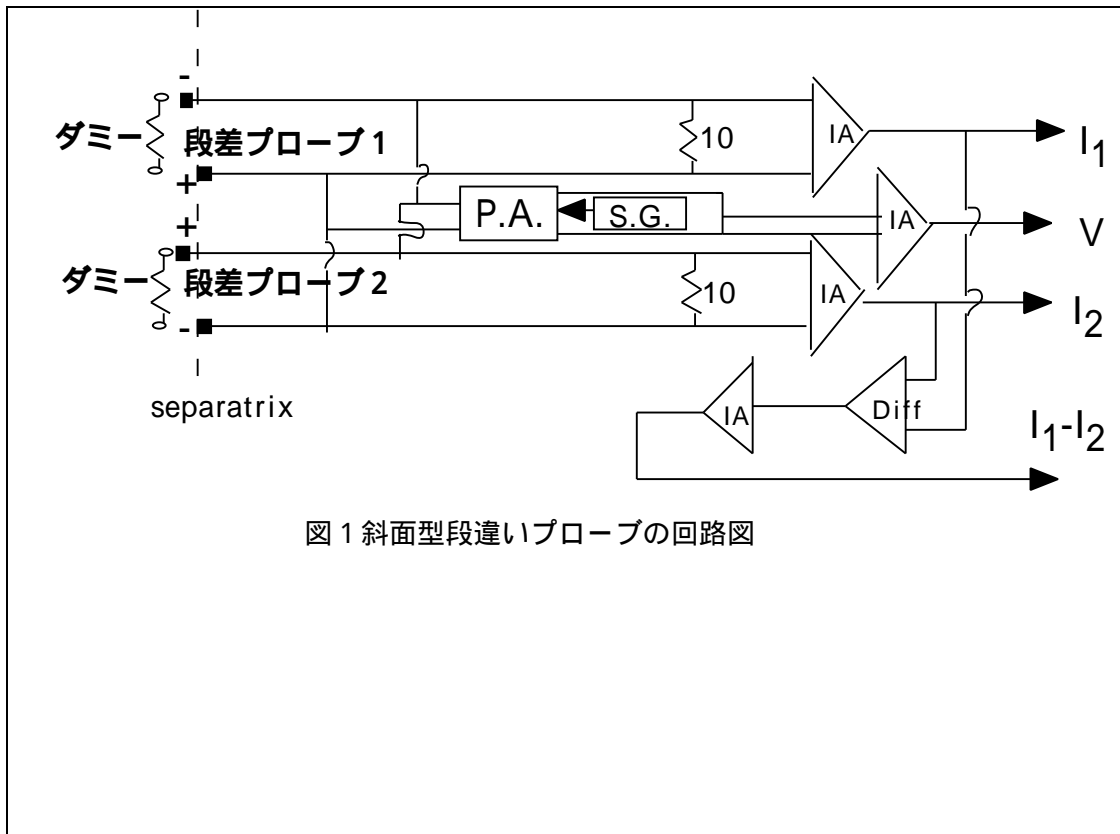 -
ダミー
段差プローブ1
10
IA
I1
+
P.A.
S.G.
IA
V
+
ダミー
段差プローブ2
10
IA
I2
-
separatrix
IA
Diff
I1-I2
図1斜面型段違いプローブの回路図